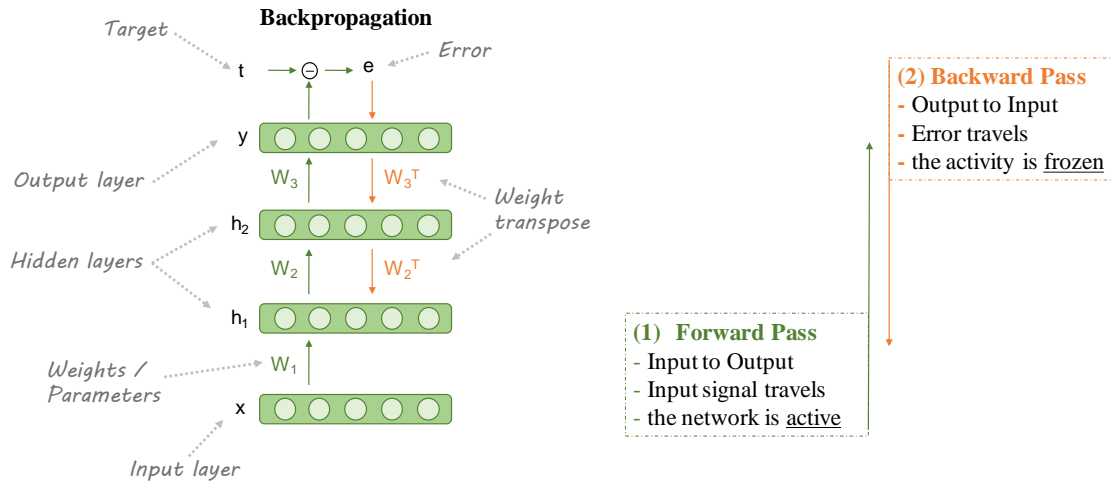 Backpropagation
Target
Error
t
−
e
y
Output layer
W₃
W₃ᵀ
Weight
transpose
h₂
Hidden layers
W₂
W₂ᵀ
h₁
Weights /
Parameters
W₁
x
Input layer
(1) Forward Pass
- Input to Output
- Input signal travels
- the network is active
(2) Backward Pass
- Output to Input
- Error travels
- the activity is frozen